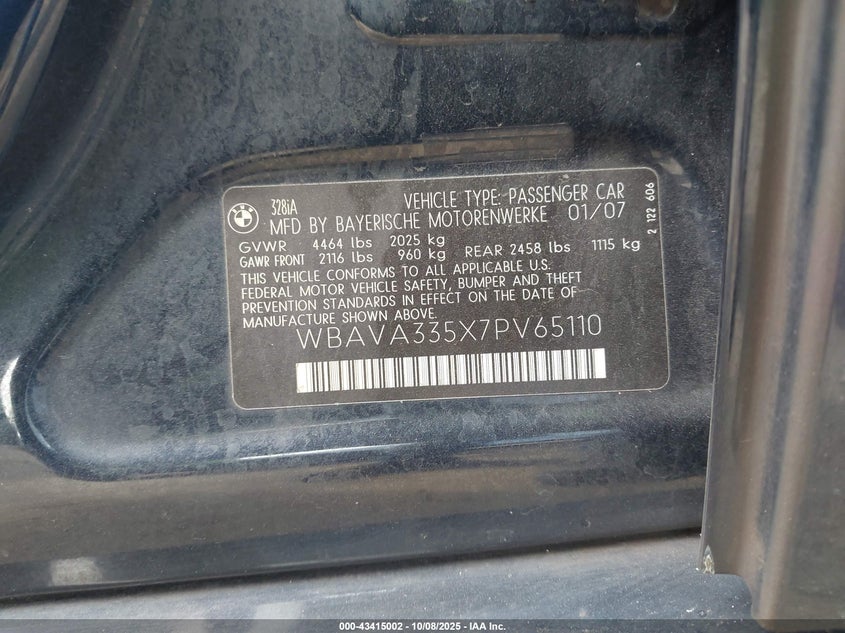 BMW
328iA
VEHICLE TYPE: PASSENGER CAR
MFD BY BAYERISCHE MOTORENWERKE 01/07
GVWR 4464 lbs 2025 kg
GAWR FRONT 2116 lbs 960 kg REAR 2458 lbs 1115 kg
THIS VEHICLE CONFORMS TO ALL APPLICABLE U.S.
FEDERAL MOTOR VEHICLE SAFETY, BUMPER AND THEFT
PREVENTION STANDARDS IN EFFECT ON THE DATE OF
MANUFACTURE SHOWN ABOVE.
WBAVA335X7PV65110
2 122 606
000-43415002 - 10/08/2025 - IAA Inc.